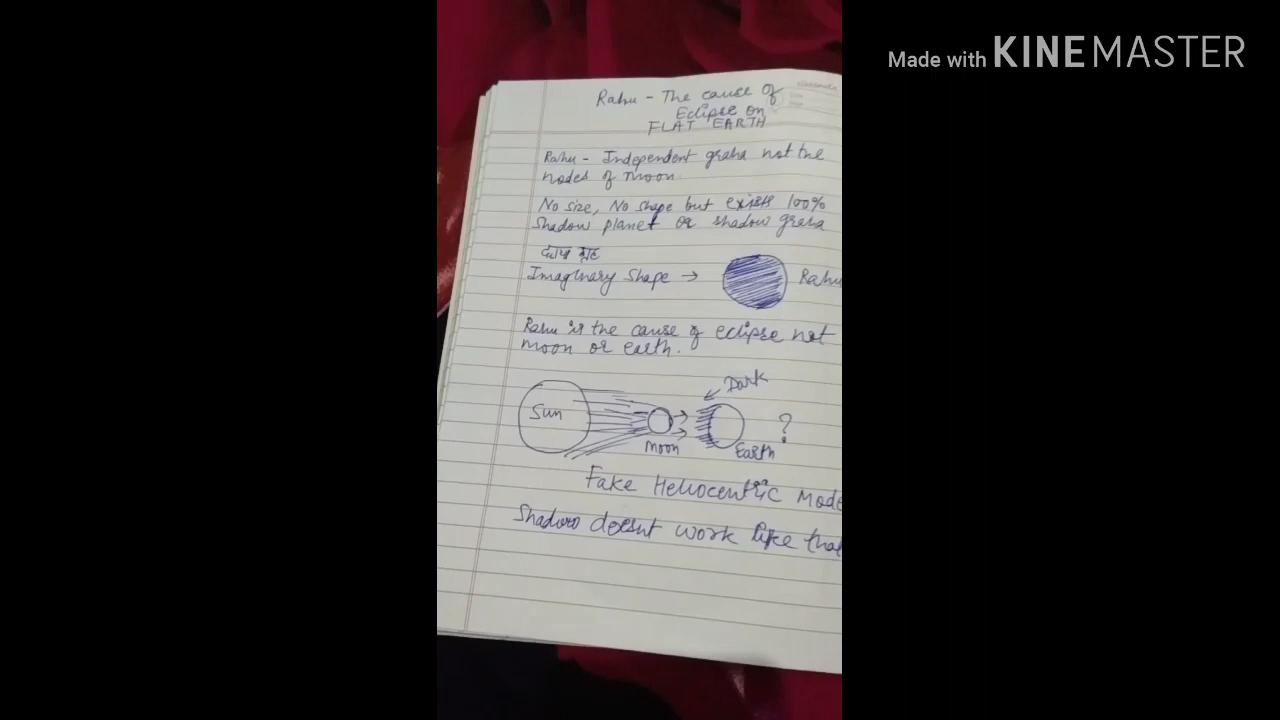 Made with KINEMASTER
Rahu - The cause of
Eclipse on
FLAT EARTH
Rahu - Independent graha not the
nodes of moon.
No size, No shape but exists 100%
Shadow planet or shadow graha
छाया ग्रह
Imaginary Shape →
Rahu
Rahu is the cause of eclipse not
moon or earth.
Dark
Sun
?
Moon
Earth
Fake Heliocentric Mode
Shadow doesnt work like that